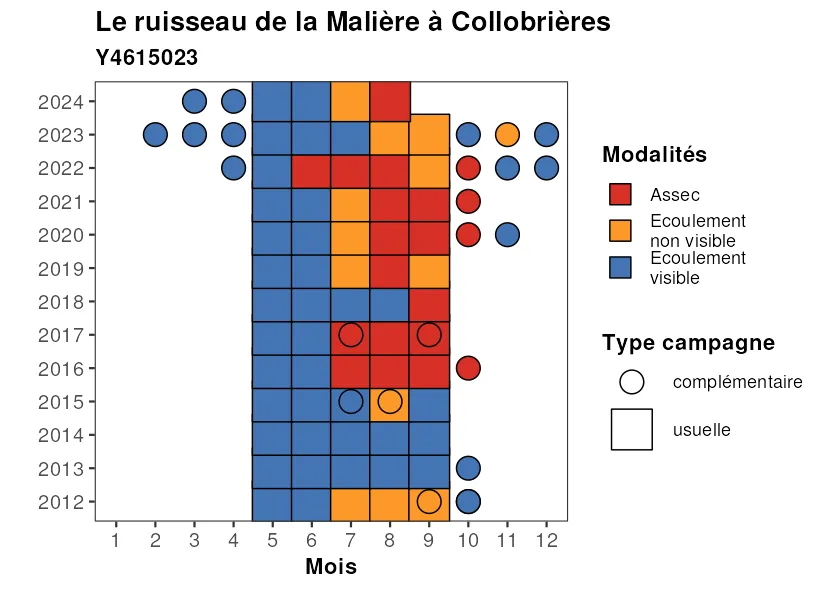 Le ruisseau de la Malière à Collobrières
Y4615023
2024
2023
2022
2021
2020
2019
2018
2017
2016
2015
2014
2013
2012
1 2 3 4 5 6 7 8 9 10 11 12
Mois
Modalités
Assec
Ecoulement
non visible
Ecoulement
visible
Type campagne
complémentaire
usuelle